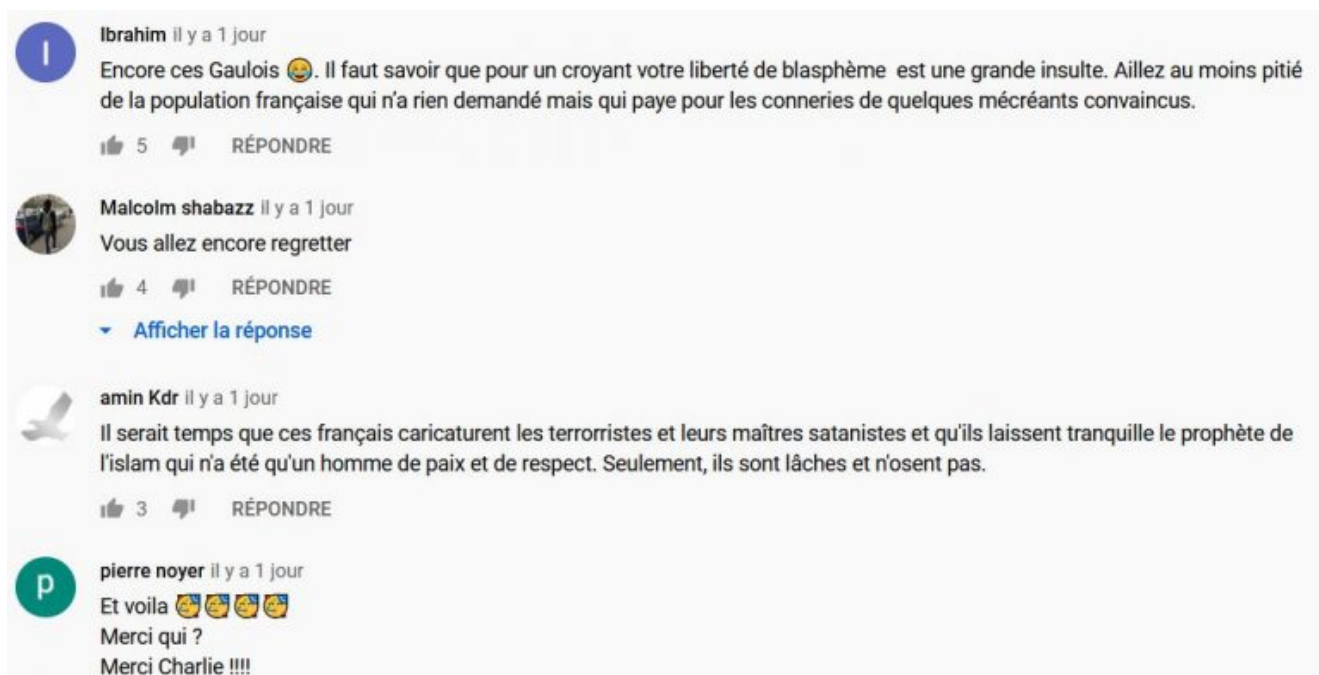 I
Ibrahim il y a 1 jour
Encore ces Gaulois 😂. Il faut savoir que pour un croyant votre liberté de blasphème est une grande insulte. Aillez au moins pitié
de la population française qui n'a rien demandé mais qui paye pour les conneries de quelques mécréants convaincus.
5 RÉPONDRE
Malcolm shabazz il y a 1 jour
Vous allez encore regretter
4 RÉPONDRE
Afficher la réponse
amin Kdr il y a 1 jour
Il serait temps que ces français caricaturent les terrorristes et leurs maîtres satanistes et qu'ils laissent tranquille le prophète de
l'islam qui n'a été qu'un homme de paix et de respect. Seulement, ils sont lâches et n'osent pas.
3 RÉPONDRE
p
pierre noyer il y a 1 jour
Et voila 🥳🥳🥳🥳
Merci qui ?
Merci Charlie !!!!